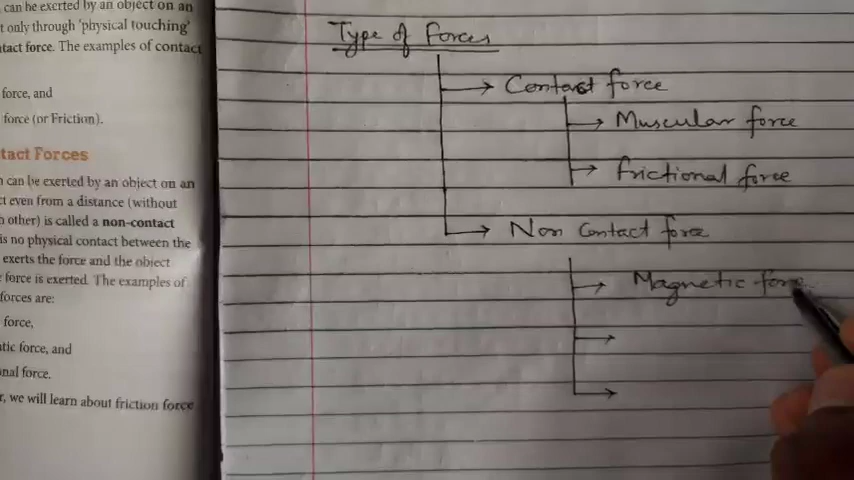 can be exerted by an object on an
t only through 'physical touching'
tact force. The examples of contact
force, and
force (or Friction).
tact Forces
can be exerted by an object on an
ct even from a distance (without
other) is called a non-contact
is no physical contact between the
exerts the force and the object
force is exerted. The examples of
forces are:
force,
tic force, and
nal force.
r, we will learn about friction force
Type of Forces
Contact force
Muscular force
frictional force
Non Contact force
Magnetic force